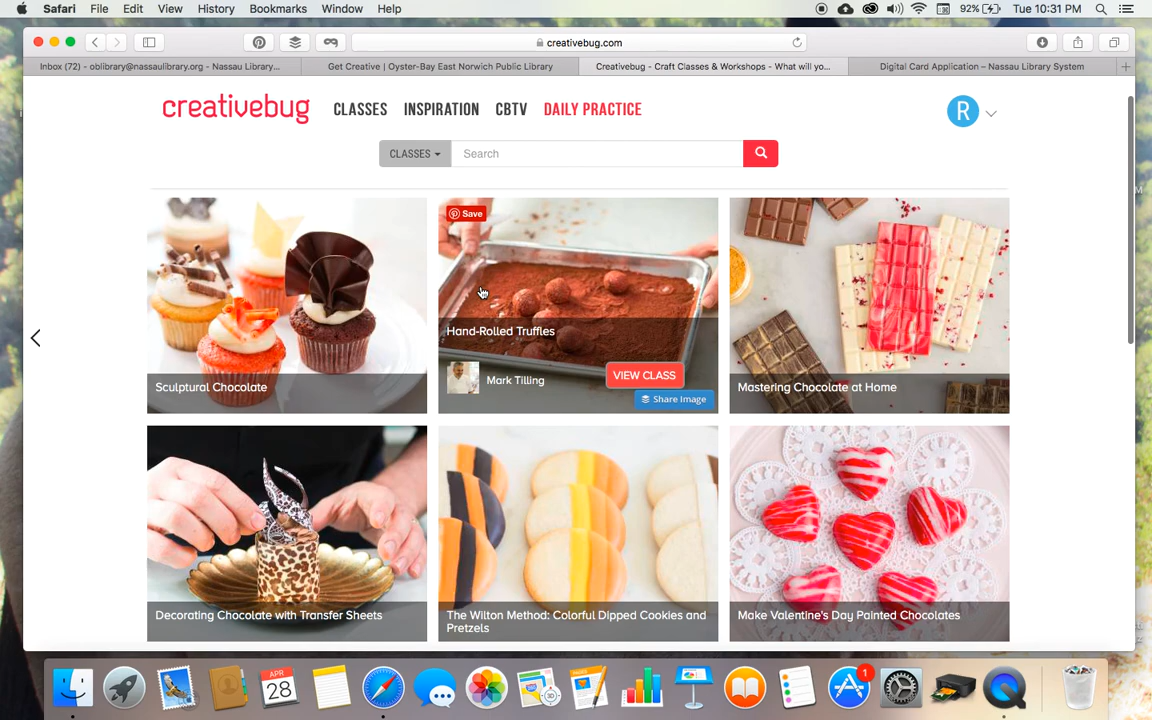 Safari File Edit View History Bookmarks Window Help 92% Tue 10:31 PM
creativebug.com
Inbox (72) - oblibrary@nassaulibrary.org - Nassau Library... Get Creative | Oyster-Bay East Norwich Public Library Creativebug - Craft Classes & Workshops - What will yo... Digital Card Application – Nassau Library System
creativebug CLASSES INSPIRATION CBTV DAILY PRACTICE R
CLASSES Search
Save
Hand-Rolled Truffles
Mark Tilling VIEW CLASS
Sculptural Chocolate Mastering Chocolate at Home
Share Image
Decorating Chocolate with Transfer Sheets The Wilton Method: Colorful Dipped Cookies and Make Valentine's Day Painted Chocolates
Pretzels
APR
28
3D
1